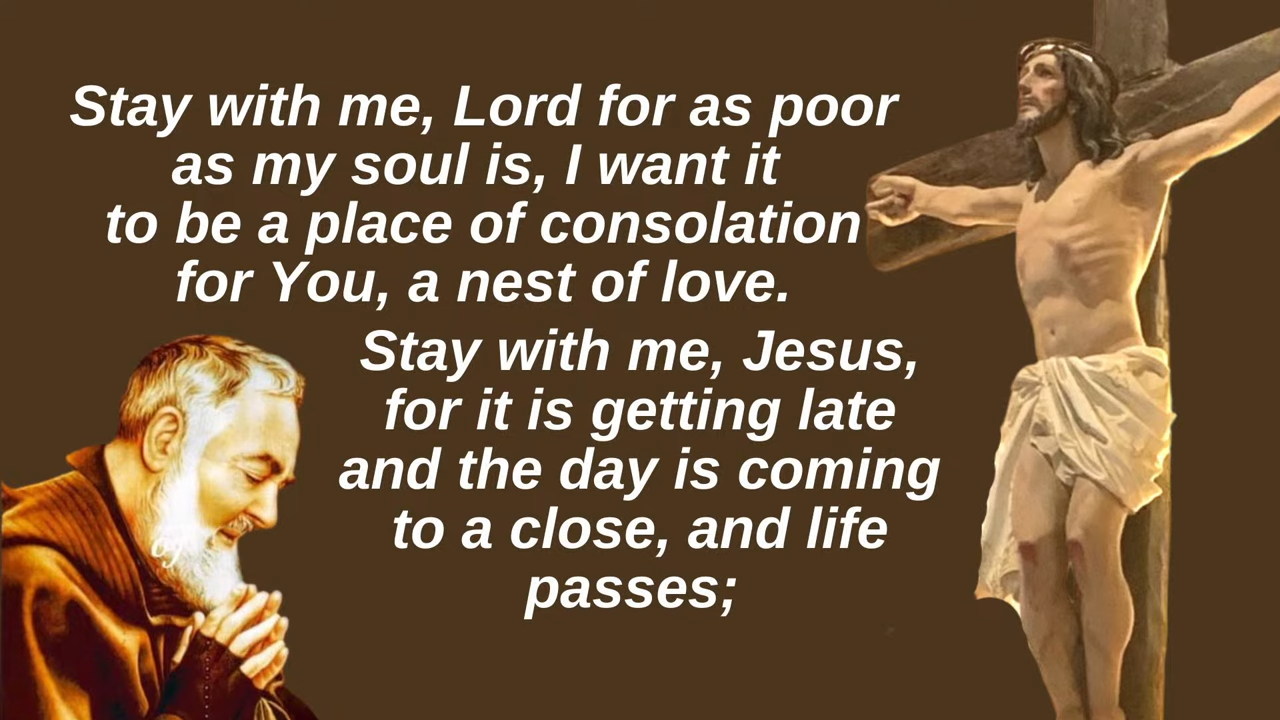 Stay with me, Lord for as poor
as my soul is, I want it
to be a place of consolation
for You, a nest of love.
Stay with me, Jesus,
for it is getting late
and the day is coming
to a close, and life
passes;
of